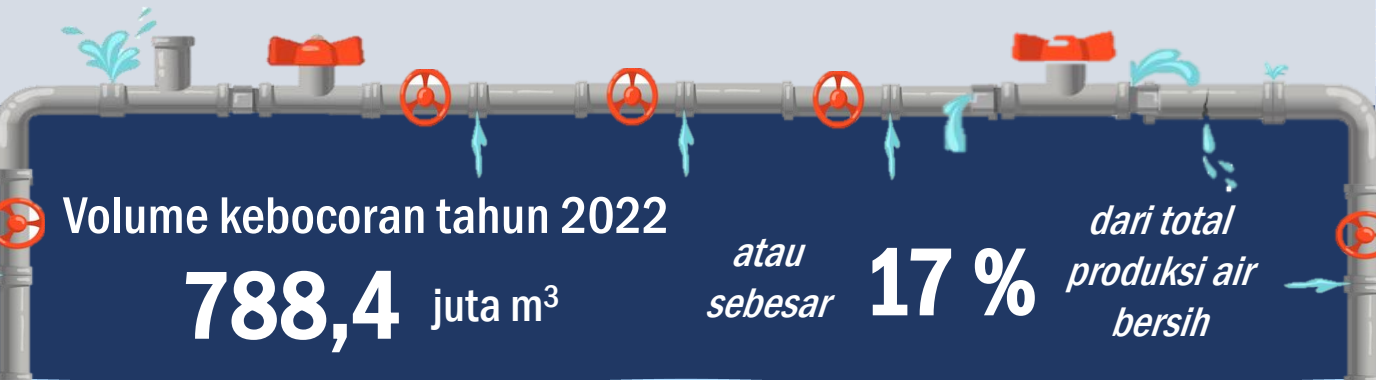 Volume kebocoran tahun 2022
788,4 juta m³
atau
sebesar
17 %
dari total
produksi air
bersih